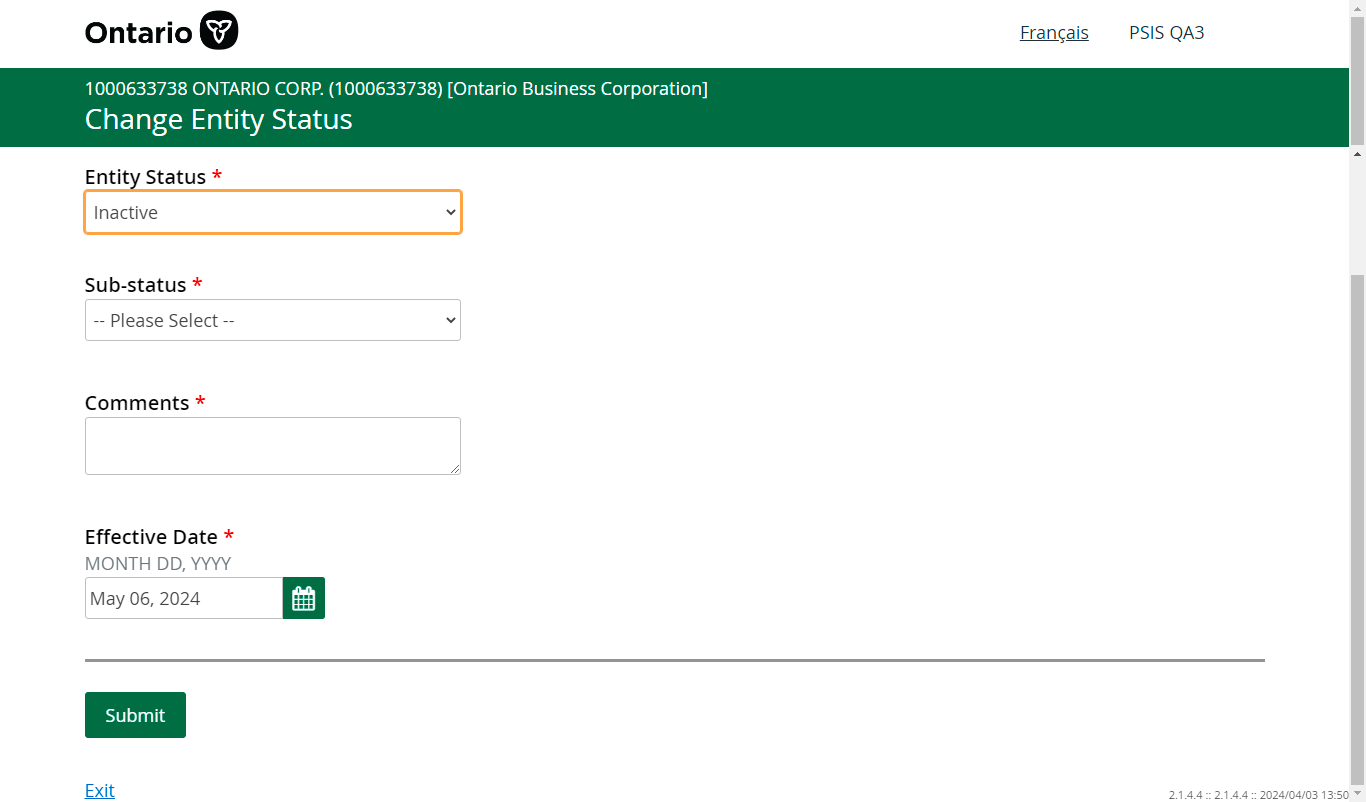 Ontario
Français
PSIS QA3
1000633738 ONTARIO CORP. (1000633738) [Ontario Business Corporation]
Change Entity Status
Entity Status *
Inactive
Sub-status *
-- Please Select --
Comments *
Effective Date *
MONTH DD, YYYY
May 06, 2024
Submit
Exit
2.1.4.4 :: 2.1.4.4 :: 2024/04/03 13:50